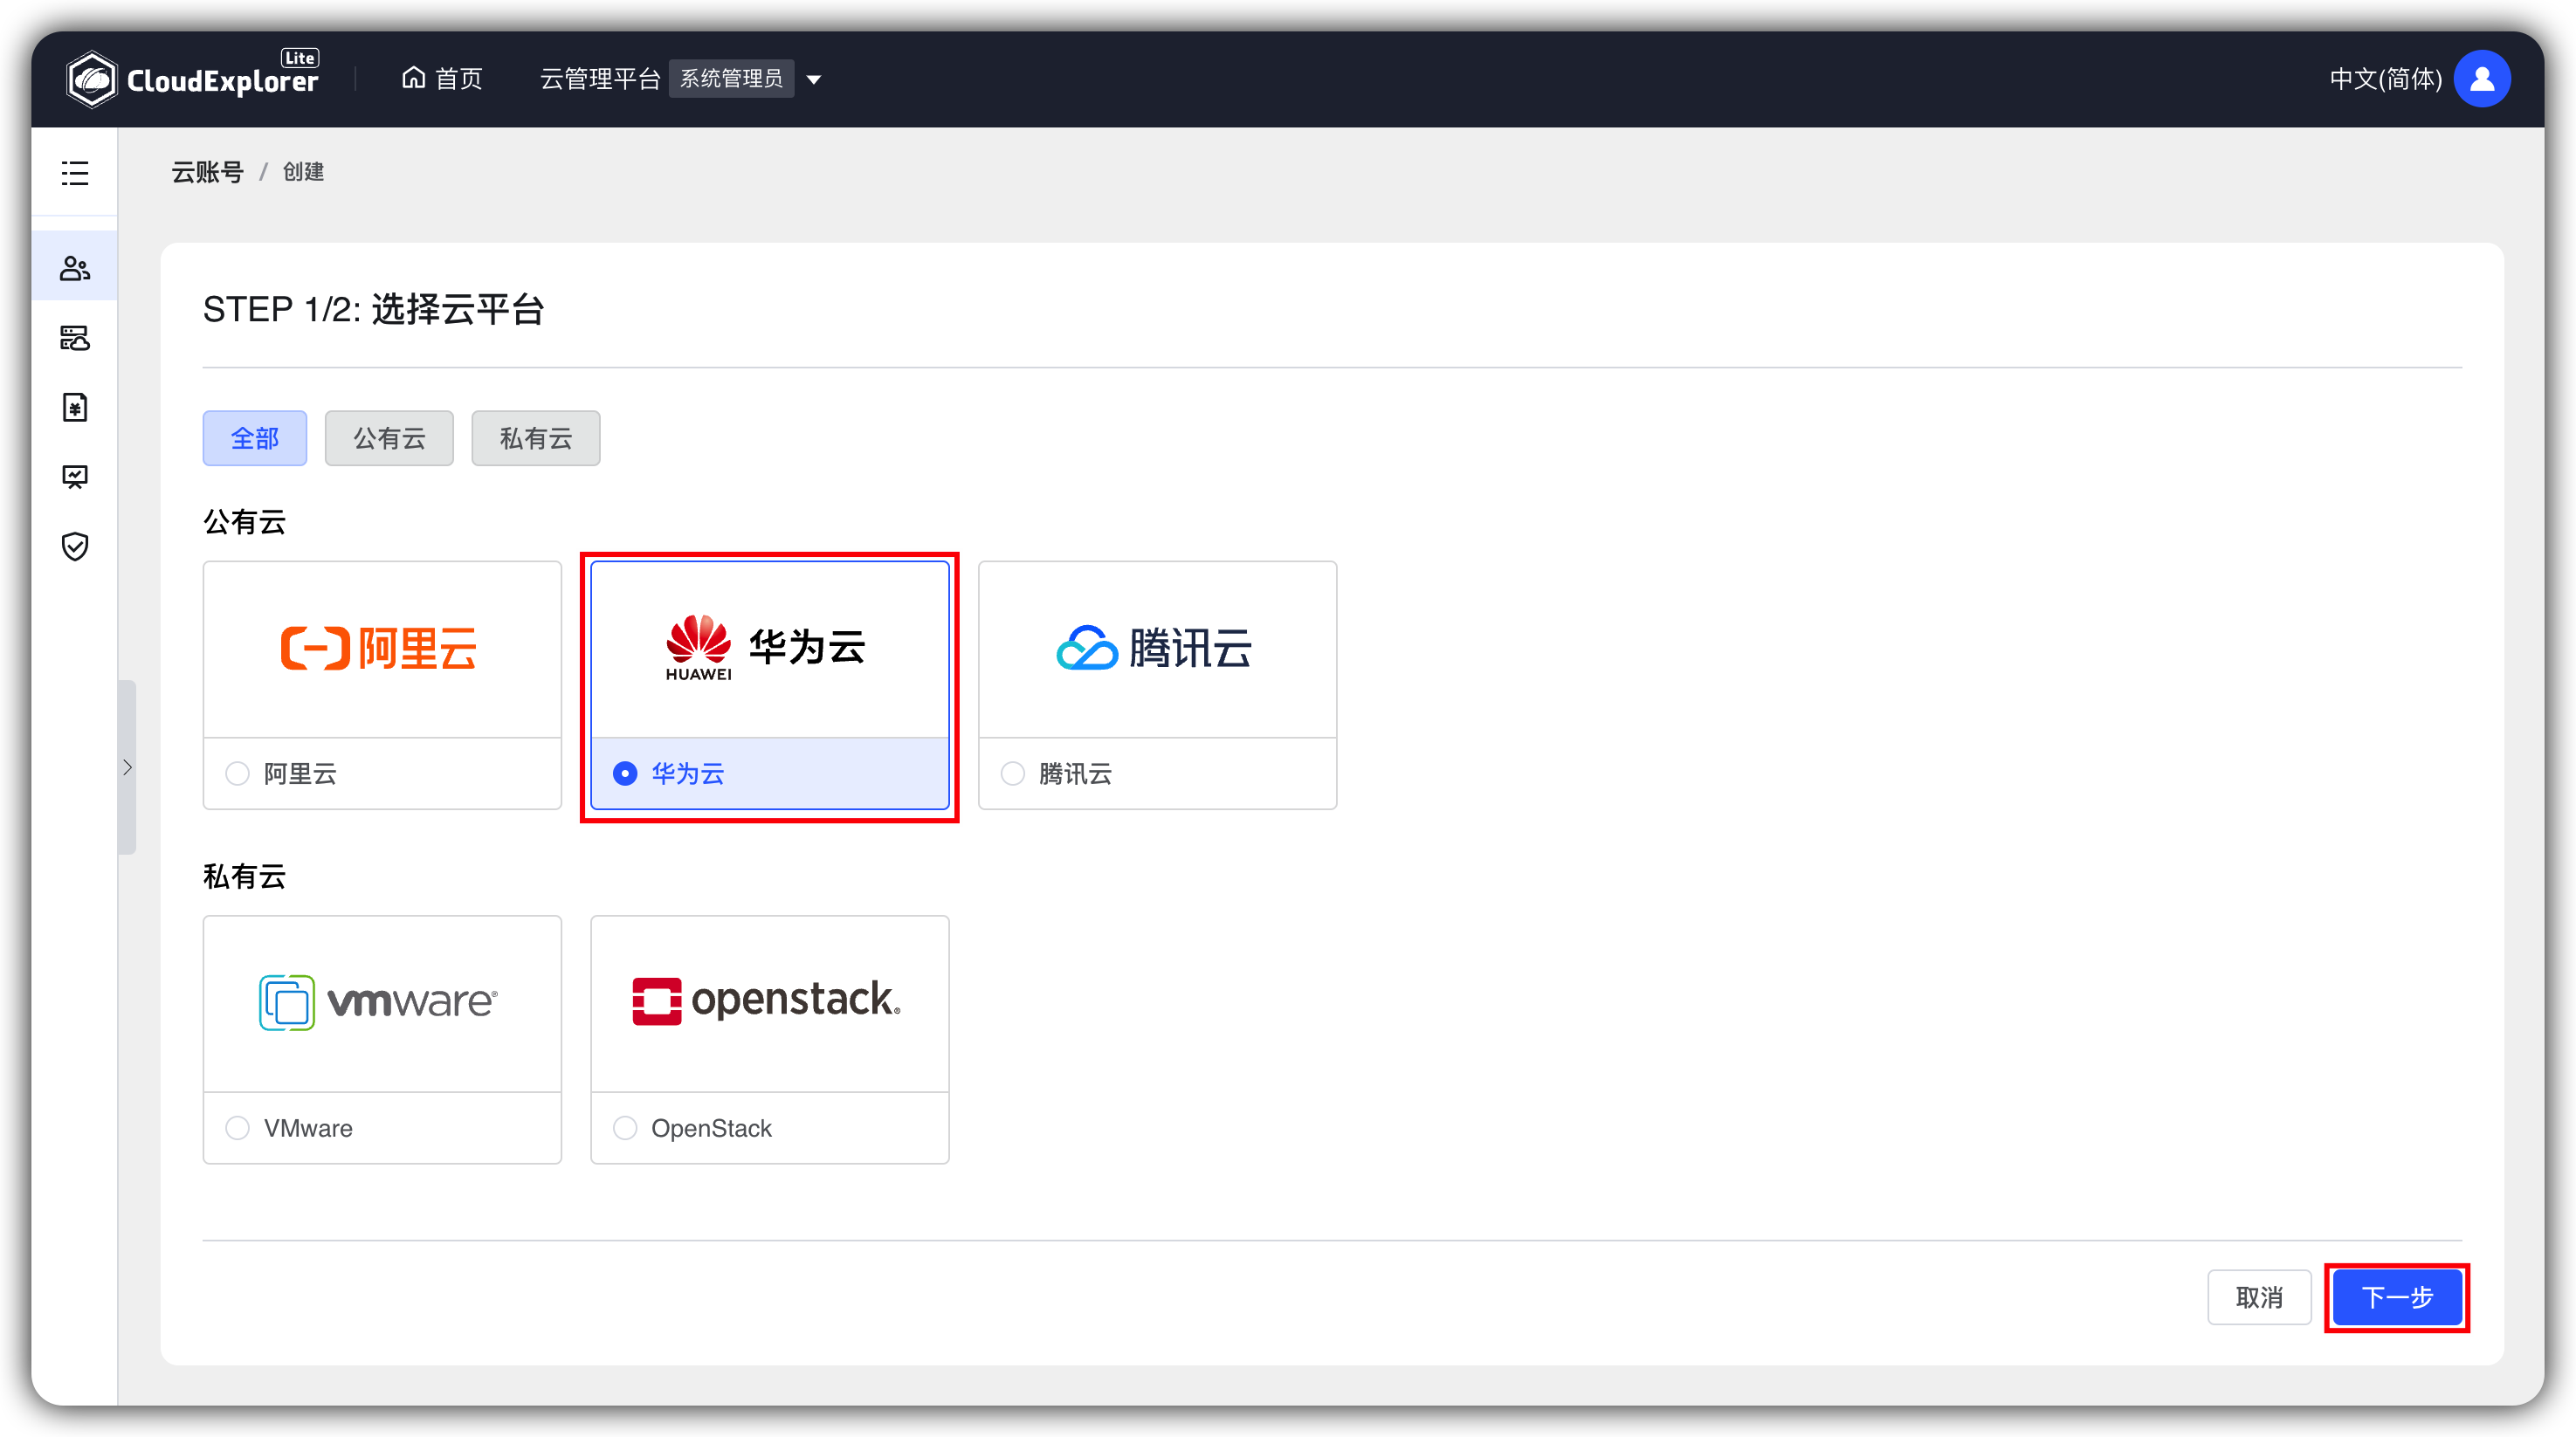 CloudExplorer Lite
首页
云管理平台 系统管理员
中文(简体)
云账号 / 创建
STEP 1/2: 选择云平台
全部 公有云 私有云
公有云
阿里云
HUAWEI 华为云
腾讯云
阿里云
华为云
腾讯云
私有云
vmware®
openstack®
VMware
OpenStack
取消 下一步